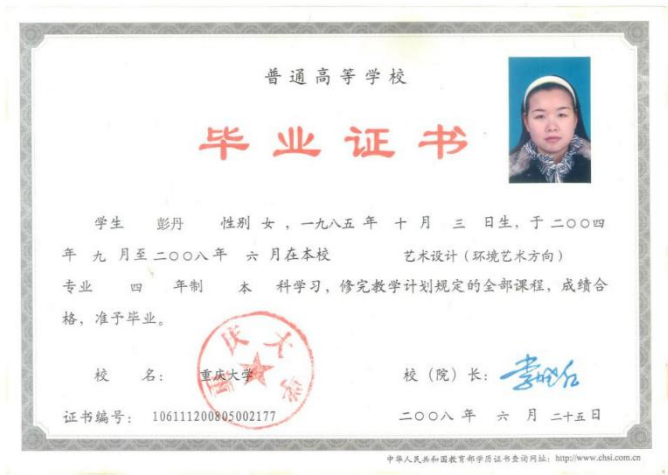 普通高等学校
毕业证书
学生 彭丹 性别 女 ，一九八五 年 十 月 三 日生，于 二〇〇四
年 九 月至 二〇〇八 年 六 月在本校 艺术设计（环境艺术方向）
专业 四 年制 本 科学习，修完教学计划规定的全部课程，成绩合
格，准予毕业。
重庆大学
校 名： 重庆大学 校（院）长：
证书编号： 106111200805002177 二〇〇八 年 六 月 二十五日
中华人民共和国教育部学历证书查询网址：http://www.chsi.com.cn